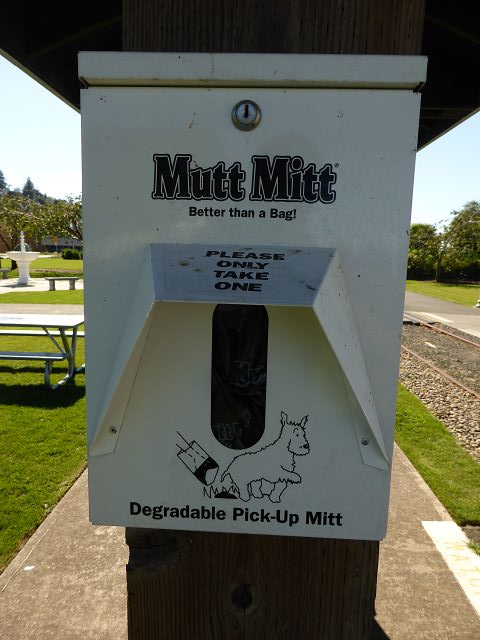 Mutt Mitt®
Better than a Bag!
PLEASE
ONLY
TAKE
ONE
Degradable Pick-Up Mitt